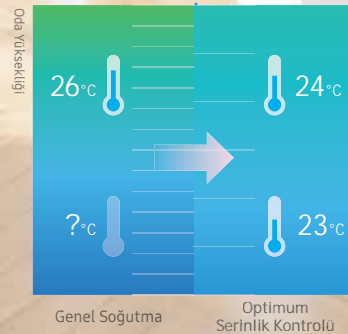 Oda Yüksekliği
26°C
24°C
?°C
23°C
Genel Soğutma
Optimum
Serinlik Kontrolü